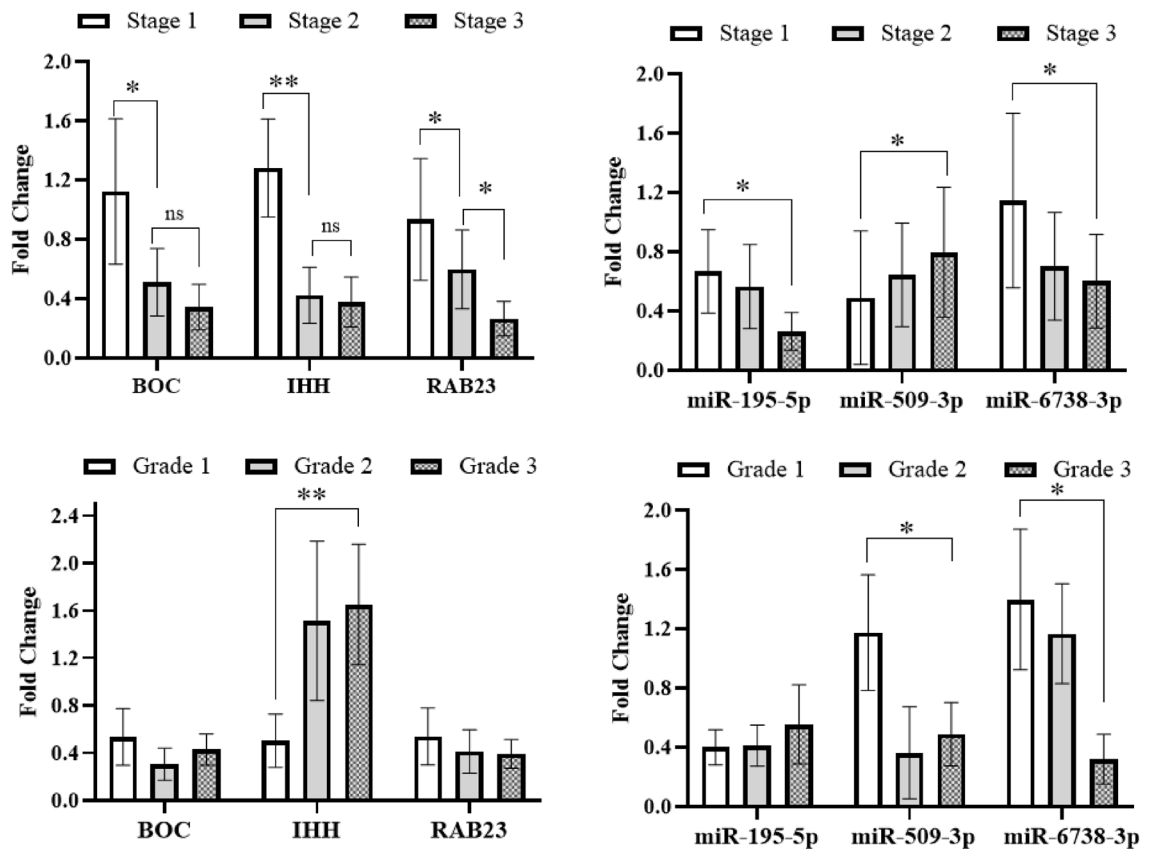 Stage 1 Stage 2 Stage 3
Fold Change
2.0
1.6
1.2
0.8
0.4
0.0
* ** * *
ns ns
BOC IHH RAB23
Stage 1 Stage 2 Stage 3
Fold Change
2.0
1.6
1.2
0.8
0.4
0.0
* * *
miR-195-5p miR-509-3p miR-6738-3p
Grade 1 Grade 2 Grade 3
Fold Change
2.4
2.0
1.6
1.2
0.8
0.4
0.0
**
BOC IHH RAB23
Grade 1 Grade 2 Grade 3
Fold Change
2.0
1.6
1.2
0.8
0.4
0.0
* *
miR-195-5p miR-509-3p miR-6738-3p